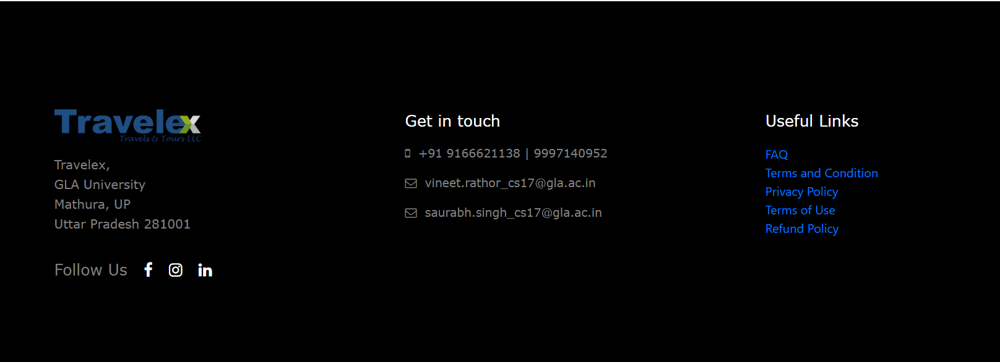 Travelex
Travels & Tours LLC
Travelex,
GLA University
Mathura, UP
Uttar Pradesh 281001
Follow Us
Get in touch
+91 9166621138 | 9997140952
vineet.rathor_cs17@gla.ac.in
saurabh.singh_cs17@gla.ac.in
Useful Links
FAQ
Terms and Condition
Privacy Policy
Terms of Use
Refund Policy